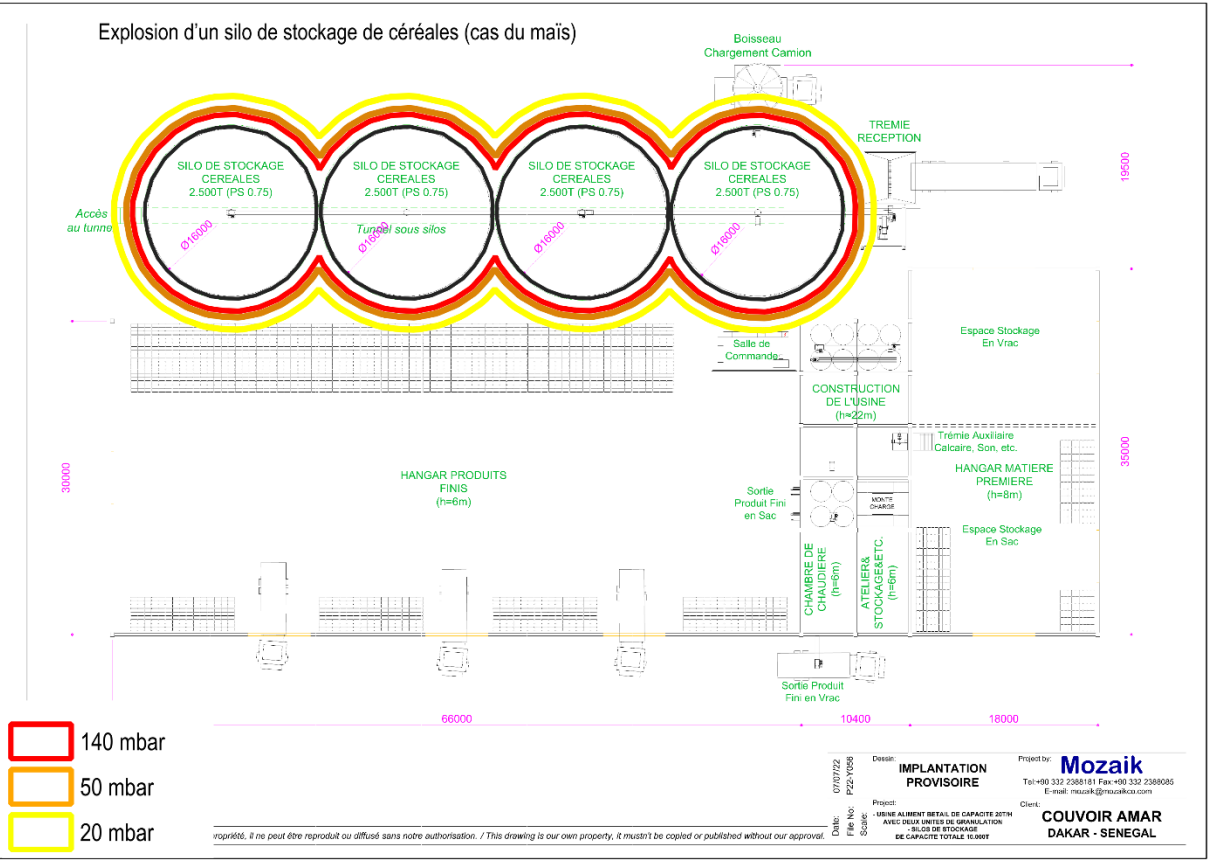 Explosion d'un silo de stockage de céréales (cas du maïs)
Boisseau
Chargement Camion
TREMIE
RECEPTION
19500
SILO DE STOCKAGE
CEREALES
2.500T (PS 0.75)
SILO DE STOCKAGE
CEREALES
2.500T (PS 0.75)
SILO DE STOCKAGE
CEREALES
2.500T (PS 0.75)
SILO DE STOCKAGE
CEREALES
2.500T (PS 0.75)
Accès
au tunne
Tunnel sous silos
Ø16000
Ø16000
Ø16000
Ø16000
Salle de
Commande
Espace Stockage
En Vrac
CONSTRUCTION
DE L'USINE
(h=22m)
Trémie Auxiliaire
Calcaire, Son, etc.
30000
35000
HANGAR PRODUITS
FINIS
(h=6m)
HANGAR MATIERE
PREMIERE
(h=8m)
Sortie
Produit Fini
en Sac
MONTE
CHARGE
Espace Stockage
En Sac
CHAMBRE DE
CHAUDIERE
(h=6m)
ATELIER&
STOCKAGE&ETC.
(h=6m)
Sortie Produit
Fini en Vrac
66000
10400
18000
140 mbar
50 mbar
20 mbar
ropriété, il ne peut être reproduit ou diffusé sans notre authorisation. / This drawing is our own property, it musstn't be copied or published without our approval.
Date: 07/07/22
File No: P22-Y056
Scale:
Dessin:
IMPLANTATION
PROVISOIRE
Project:
- USINE ALIMENT BETAIL DE CAPACITE 20T/H
AVEC DEUX UNITES DE GRANULATION
- SILOS DE STOCKAGE
DE CAPACITE TOTALE 10.000T
Project by:
Mozaik
Tel:+90 332 2388181 Fax:+90 332 2388085
E-mail: mozaik@mozaikco.com
Client:
COUVOIR AMAR
DAKAR - SENEGAL